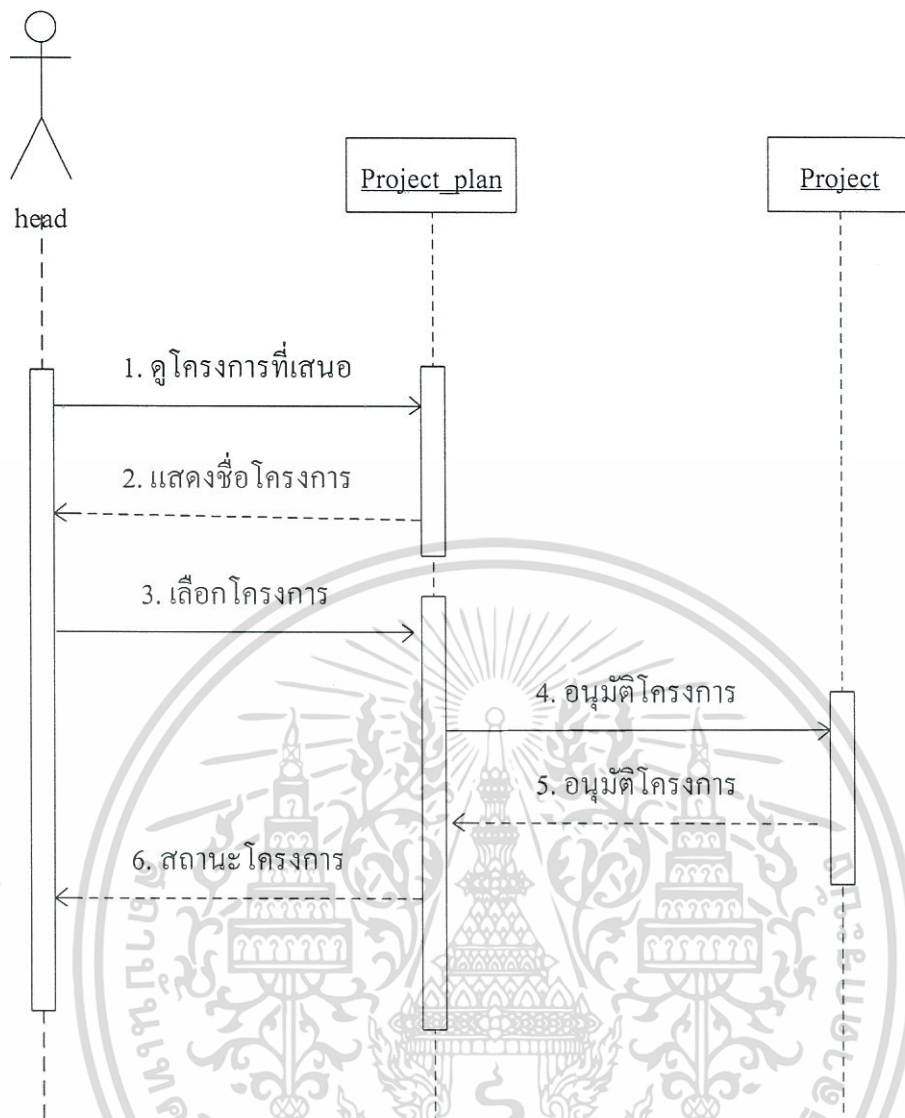 head
Project_plan
Project
1. ดูโครงการที่เสนอ
2. แสดงชื่อโครงการ
3. เลือกโครงการ
4. อนุมัติโครงการ
5. อนุมัติโครงการ
6. สถานะโครงการ